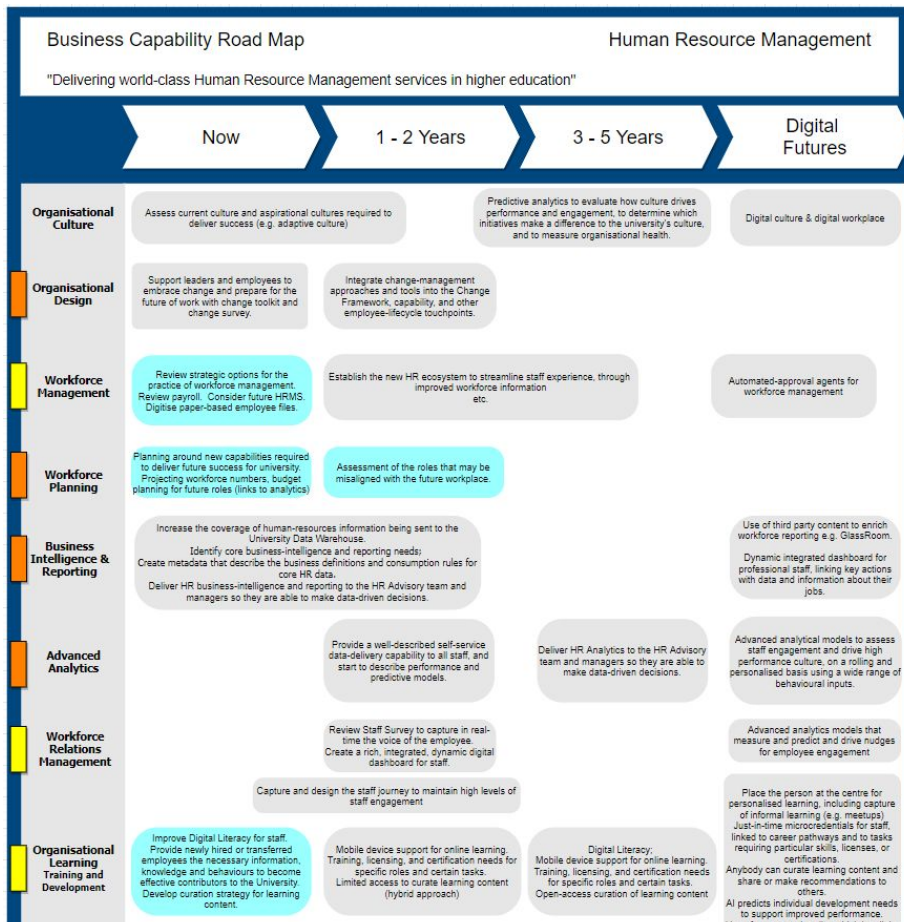 Business Capability Road Map
Human Resource Management
"Delivering world-class Human Resource Management services in higher education"
Now
1 - 2 Years
3 - 5 Years
Digital
Futures
Organisational
Culture
Assess current culture and aspirational cultures required to
deliver success (e.g. adaptive culture)
Predictive analytics to evaluate how culture drives
performance and engagement, to determine which
initiatives make a difference to the university's culture,
and to measure organisational health.
Digital culture & digital workplace
Organisational
Design
Support leaders and employees to
embrace change and prepare for the
future of work with change toolkit and
change survey.
Integrate change-management
approaches and tools into the Change
Framework, capability, and other
employee-lifecycle touchpoints.
Workforce
Management
Review strategic options for the
practice of workforce management.
Review payroll. Consider future HRMS.
Digitise paper-based employee files.
Establish the new HR ecosystem to streamline staff experience, through
improved workforce information
etc.
Automated-approval agents for
workforce management
Workforce
Planning
Planning around new capabilities required
to deliver future success for university.
Projecting workforce numbers, budget
planning for future roles (links to analytics)
Assessment of the roles that may be
misaligned with the future workplace.
Business
Intelligence &
Reporting
Increase the coverage of human-resources information being sent to the
University Data Warehouse.
Identify core business-intelligence and reporting needs;
Create metadata that describe the business definitions and consumption rules for
core HR data.
Deliver HR business-intelligence and reporting to the HR Advisory team and
managers so they are able to make data-driven decisions.
Use of third party content to enrich
workforce reporting e.g. GlassRoom.
Dynamic integrated dashboard for
professional staff, linking key actions
with data and information about their
jobs.
Advanced
Analytics
Provide a well-described self-service
data-delivery capability to all staff, and
start to describe performance and
predictive models.
Deliver HR Analytics to the HR Advisory
team and managers so they are able to
make data-driven decisions.
Advanced analytical models to assess
staff engagement and drive high
performance culture, on a rolling and
personalised basis using a wide range of
behavioural inputs.
Workforce
Relations
Management
Review Staff Survey to capture in real-
time the voice of the employee.
Create a rich, integrated, dynamic digital
dashboard for staff.
Advanced analytics models that
measure and predict and drive nudges
for employee engagement
Capture and design the staff journey to maintain high levels of
staff engagement
Organisational
Learning
Training and
Development
Improve Digital Literacy for staff.
Provide newly hired or transferred
employees the necessary information,
knowledge and behaviours to become
effective contributors to the University.
Develop curation strategy for learning
content.
Mobile device support for online learning.
Training, licensing, and certification needs for
specific roles and certain tasks.
Limited access to curate learning content
(hybrid approach)
Digital Literacy;
Mobile device support for online learning.
Training, licensing, and certification needs
for specific roles and certain tasks.
Open-access curation of learning content
Place the person at the centre for
personalised learning, including capture
of informal learning (e.g. meetups)
Just-in-time microcredentials for staff,
linked to career pathways and to tasks
requiring particular skills, licenses, or
certifications.
Anybody can curate learning content and
share or make recommendations to
others.
AI predicts individual development needs
to support improved performance.